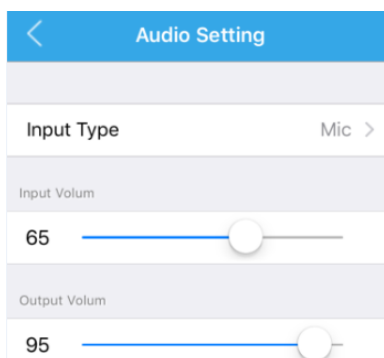 Audio Setting
Input Type Mic
Input Volum
65
Output Volum
95